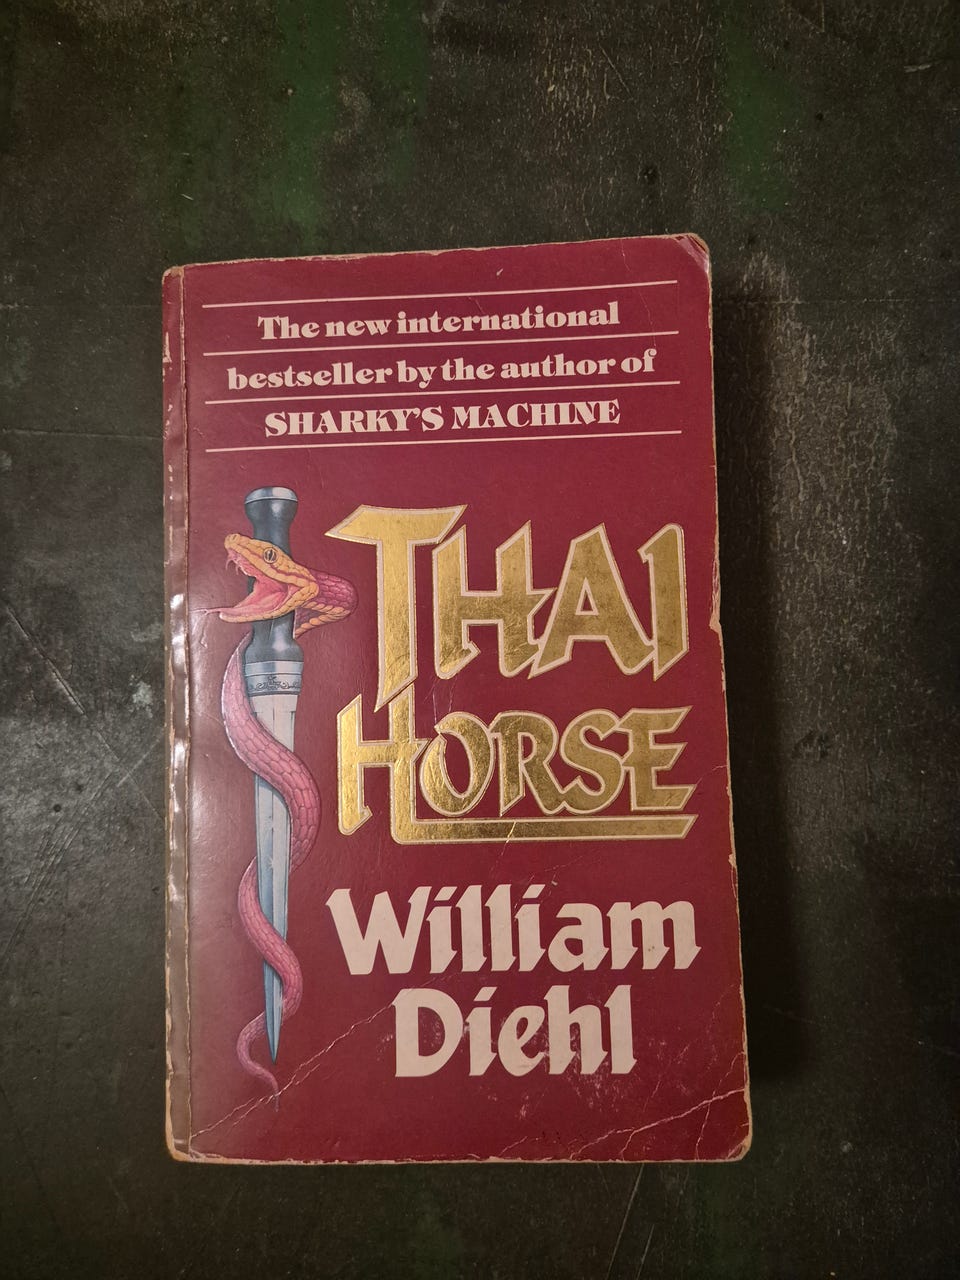 The new international
bestseller by the author of
SHARKY'S MACHINE
THAI
HORSE
William
Diehl